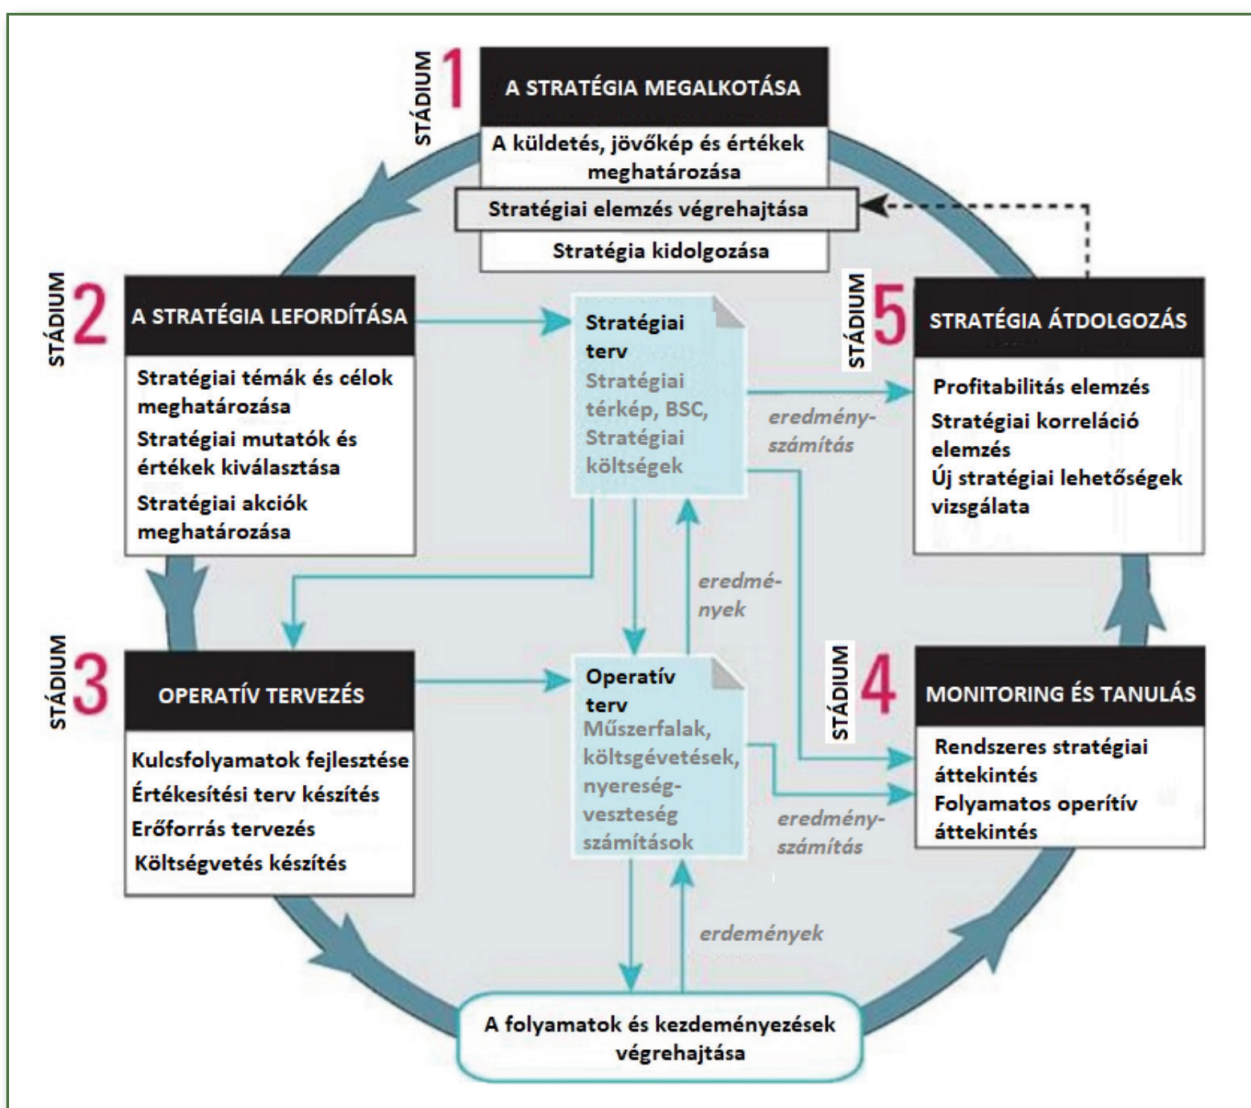 STÁDIUM 1
A STRATÉGIA MEGALKOTÁSA
A küldetés, jövőkép és értékek
meghatározása
Stratégiai elemzés végrehajtása
Stratégia kidolgozása
STÁDIUM 2
A STRATÉGIA LEFORDÍTÁSA
Stratégiai témák és célok
meghatározása
Stratégiai mutatók és
értékek kiválasztása
Stratégiai akciók
meghatározása
Stratégiai
terv
Stratégiai
térkép, BSC,
Stratégiai
költségek
eredmény-
számítás
STÁDIUM 5
STRATÉGIA ÁTDOLGOZÁS
Profitabilitás elemzés
Stratégiai korreláció
elemzés
Új stratégiai lehetőségek
vizsgálata
eredmé-
nyek
STÁDIUM 3
OPERATÍV TERVEZÉS
Kulcsfolyamatok fejlesztése
Értékesítési terv készítés
Erőforrás tervezés
Költségvetés készítés
Operatív
terv
Műszerfalak,
költsgévetések,
nyereség-
veszteség
számítások
eredmény-
számítás
STÁDIUM 4
MONITORING ÉS TANULÁS
Rendszeres stratégiai
áttekintés
Folyamatos operítív
áttekintés
erdemények
A folyamatok és kezdeményezések
végrehajtása